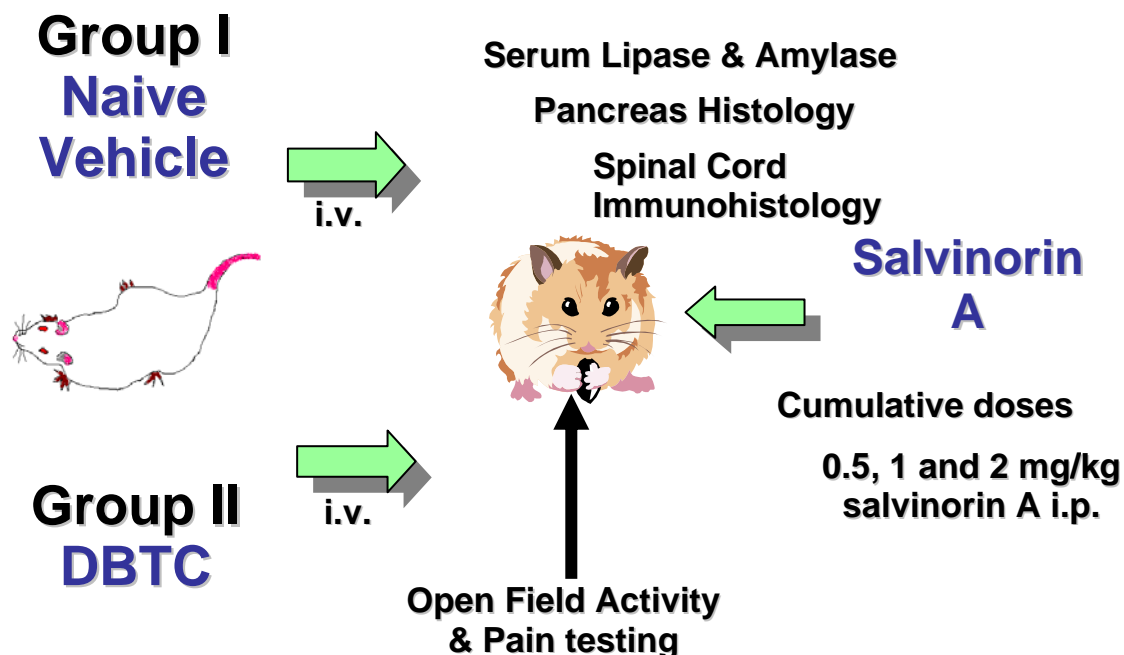 Group I
Naive
Vehicle
i.v.
Serum Lipase & Amylase
Pancreas Histology
Spinal Cord
Immunohistology
Salvinorin
A
Cumulative doses
0.5, 1 and 2 mg/kg
salvinorin A i.p.
Group II
DBTC
i.v.
Open Field Activity
& Pain testing